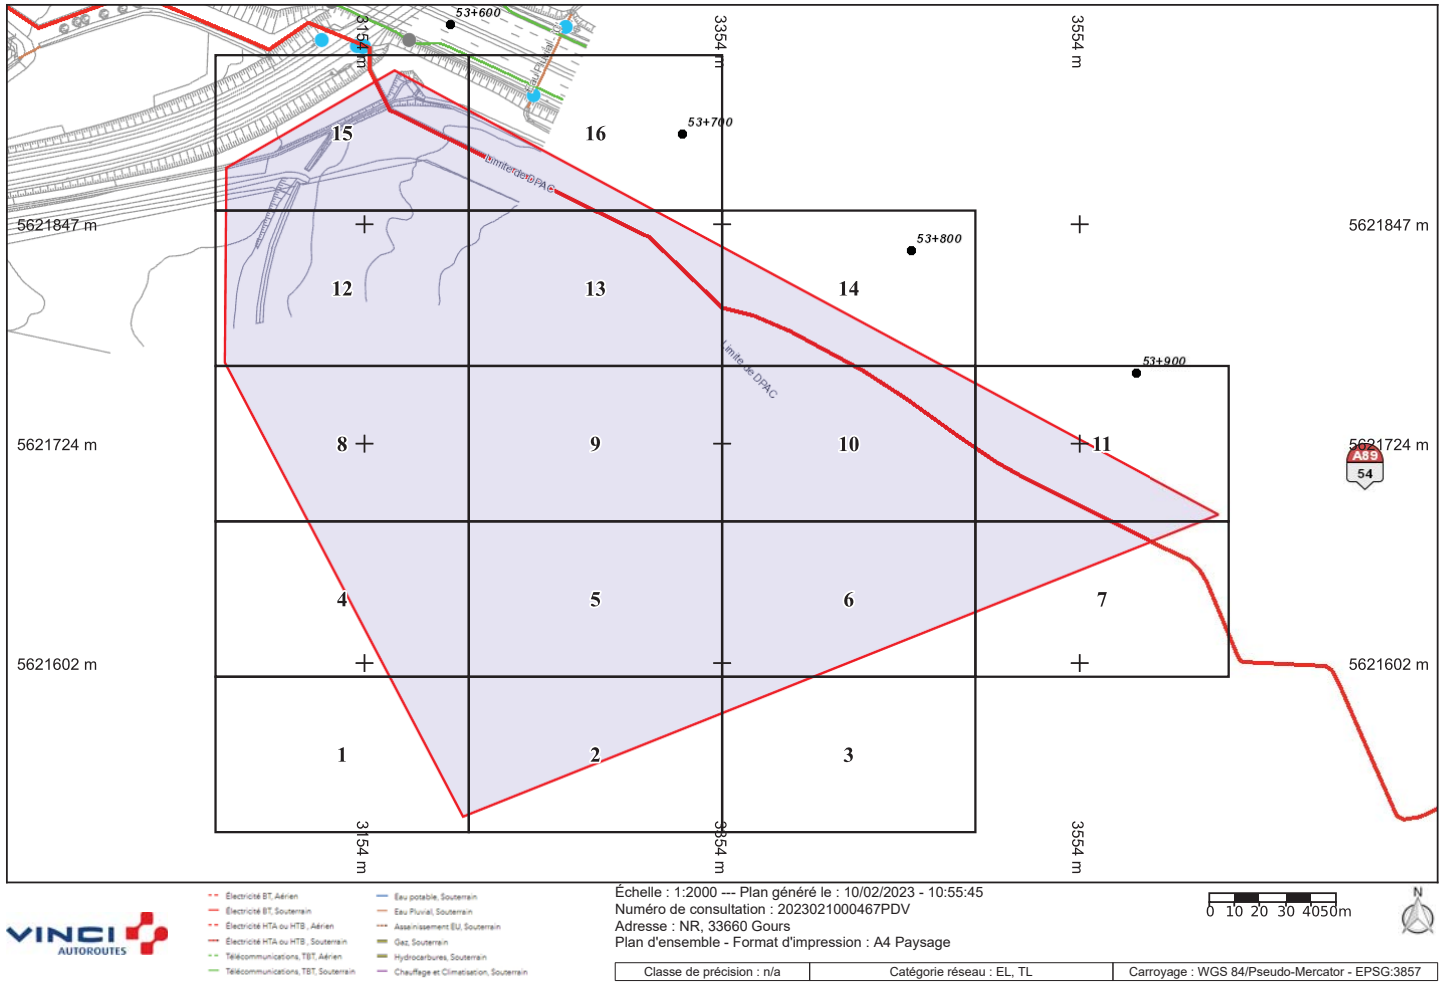 53+600
3154 m
3354 m
3554 m
Eau Pluvial
15
16
53+700
Limite de DPAC
5621847 m
5621847 m
53+800
12
13
14
Limite de DPAC
53+900
5621724 m
8
9
10
11
5621724 m
A89
54
4
5
6
7
5621602 m
5621602 m
1
2
3
3154 m
3354 m
3554 m
VINCI
AUTOROUTES
Électricité BT, Aérien
Électricité BT, Souterrain
Électricité HTA ou HTB , Aérien
Électricité HTA ou HTB , Souterrain
Télécommunications, TBT, Aérien
Télécommunications, TBT, Souterrain
Eau potable, Souterrain
Eau Pluvial, Souterrain
Assainissement EU, Souterrain
Gaz, Souterrain
Hydrocarbures, Souterrain
Chauffage et Climatisation, Souterrain
Échelle : 1:2000 --- Plan généré le : 10/02/2023 - 10:55:45
Numéro de consultation : 2023021000467PDV
Adresse : NR, 33660 Gours
Plan d'ensemble - Format d'impression : A4 Paysage
0 10 20 30 4050m
N
Classe de précision : n/a
Catégorie réseau : EL, TL
Carroyage : WGS 84/Pseudo-Mercator - EPSG:3857